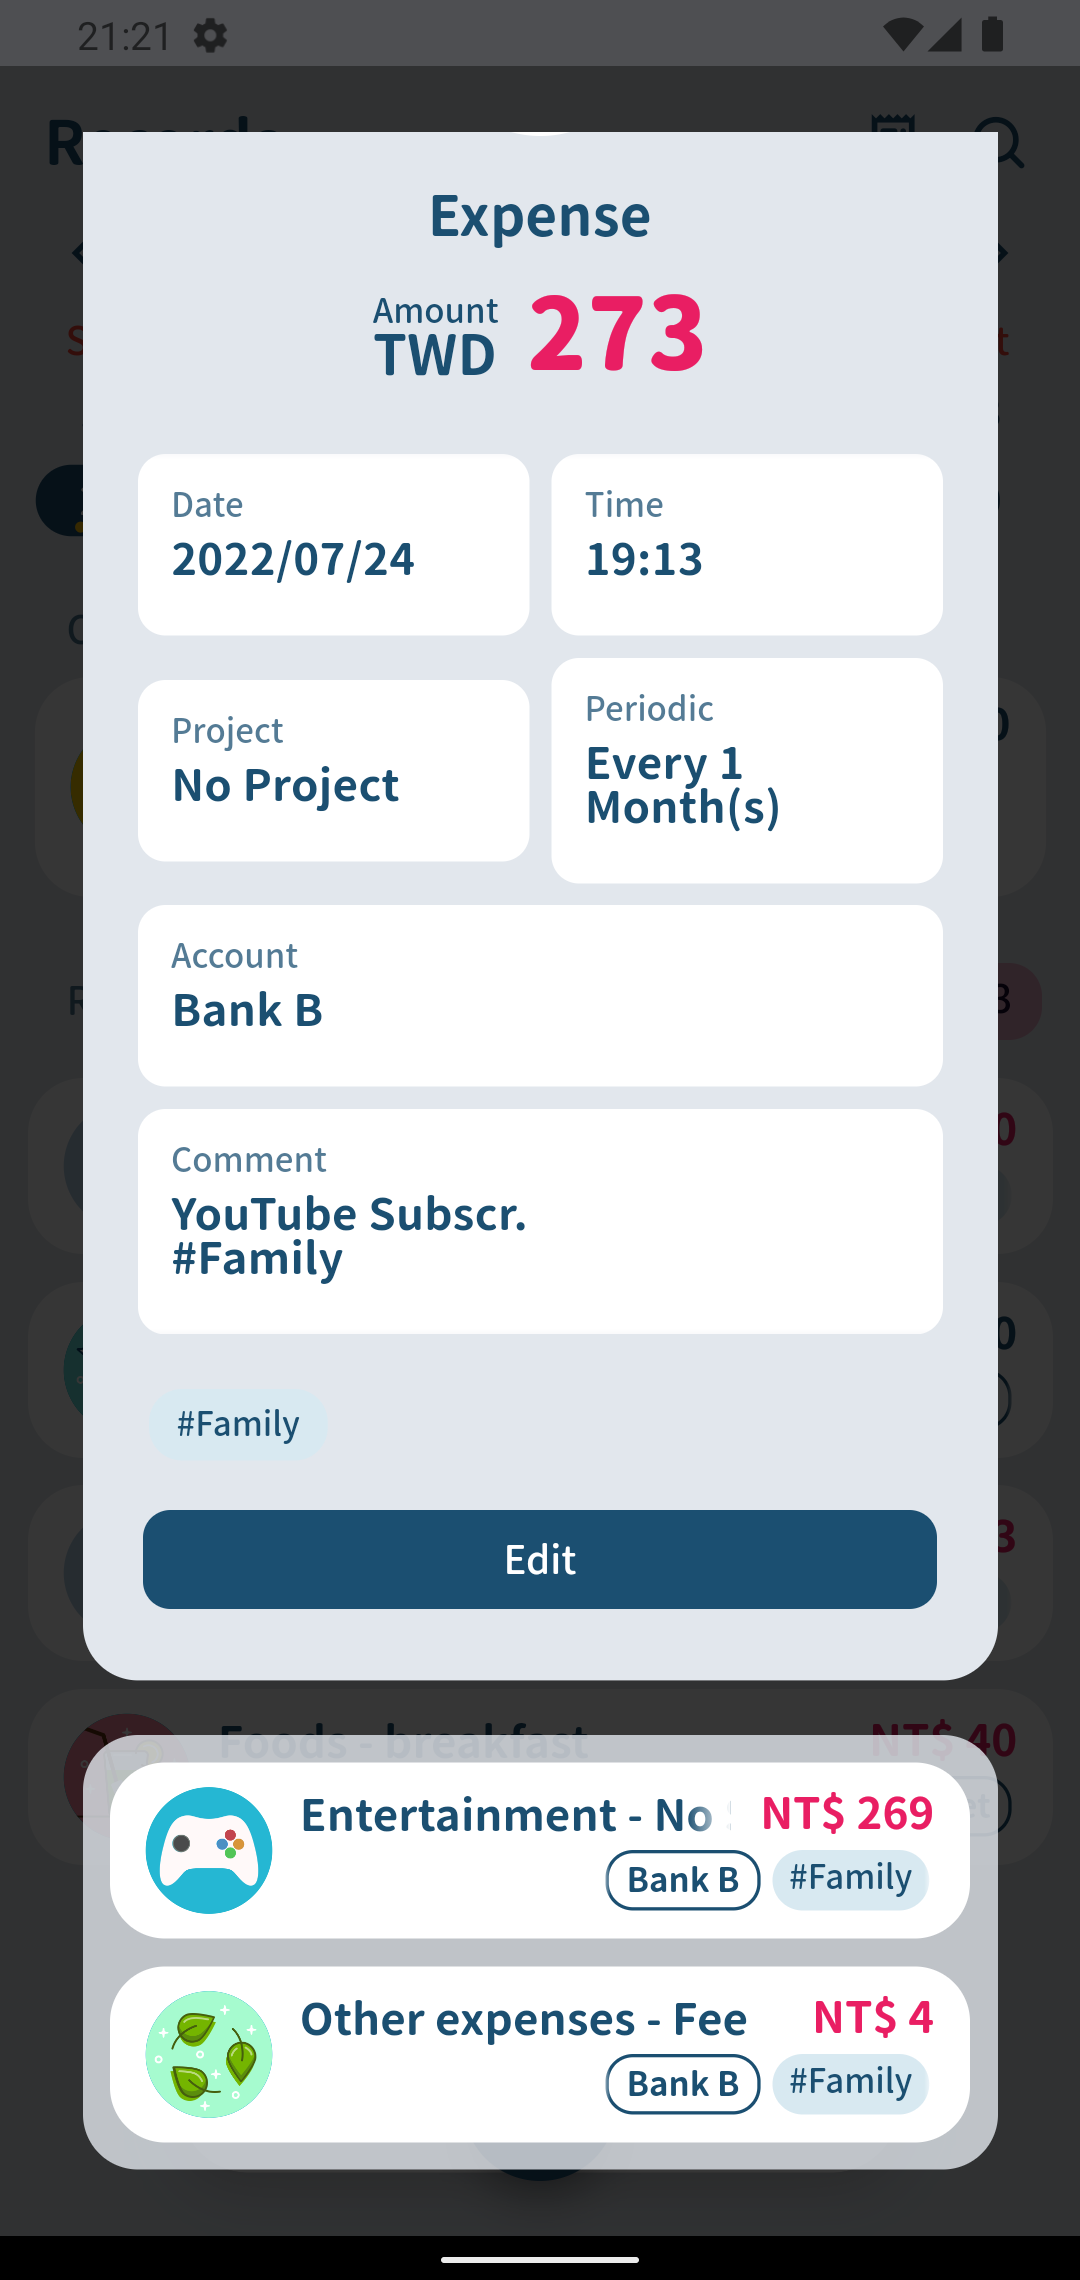 21:21
Expense
Amount
TWD 273
Date
2022/07/24
Time
19:13
Project
No Project
Periodic
Every 1
Month(s)
Account
Bank B
Comment
YouTube Subscr.
#Family
#Family
Edit
Foods - breakfast
NT$ 40
Entertainment - No
NT$ 269
Bank B
#Family
Other expenses - Fee
NT$ 4
Bank B
#Family